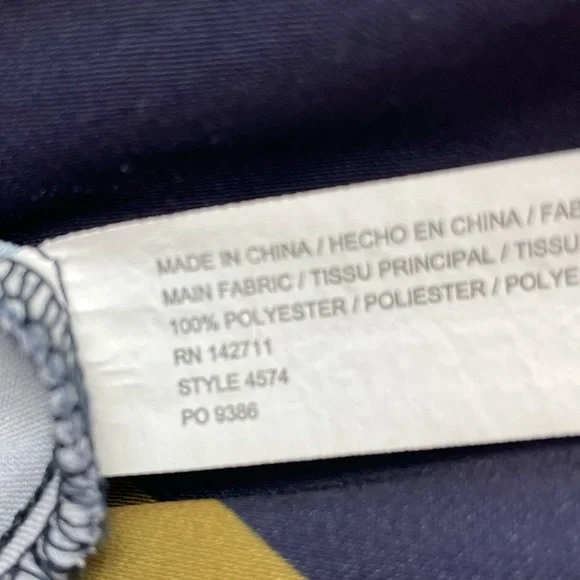 MADE IN CHINA / HECHO EN CHINA / FAB
MAIN FABRIC / TISSU PRINCIPAL / TISSU
100% POLYESTER / POLIESTER / POLYE
RN 142711
STYLE 4574
PO 9386